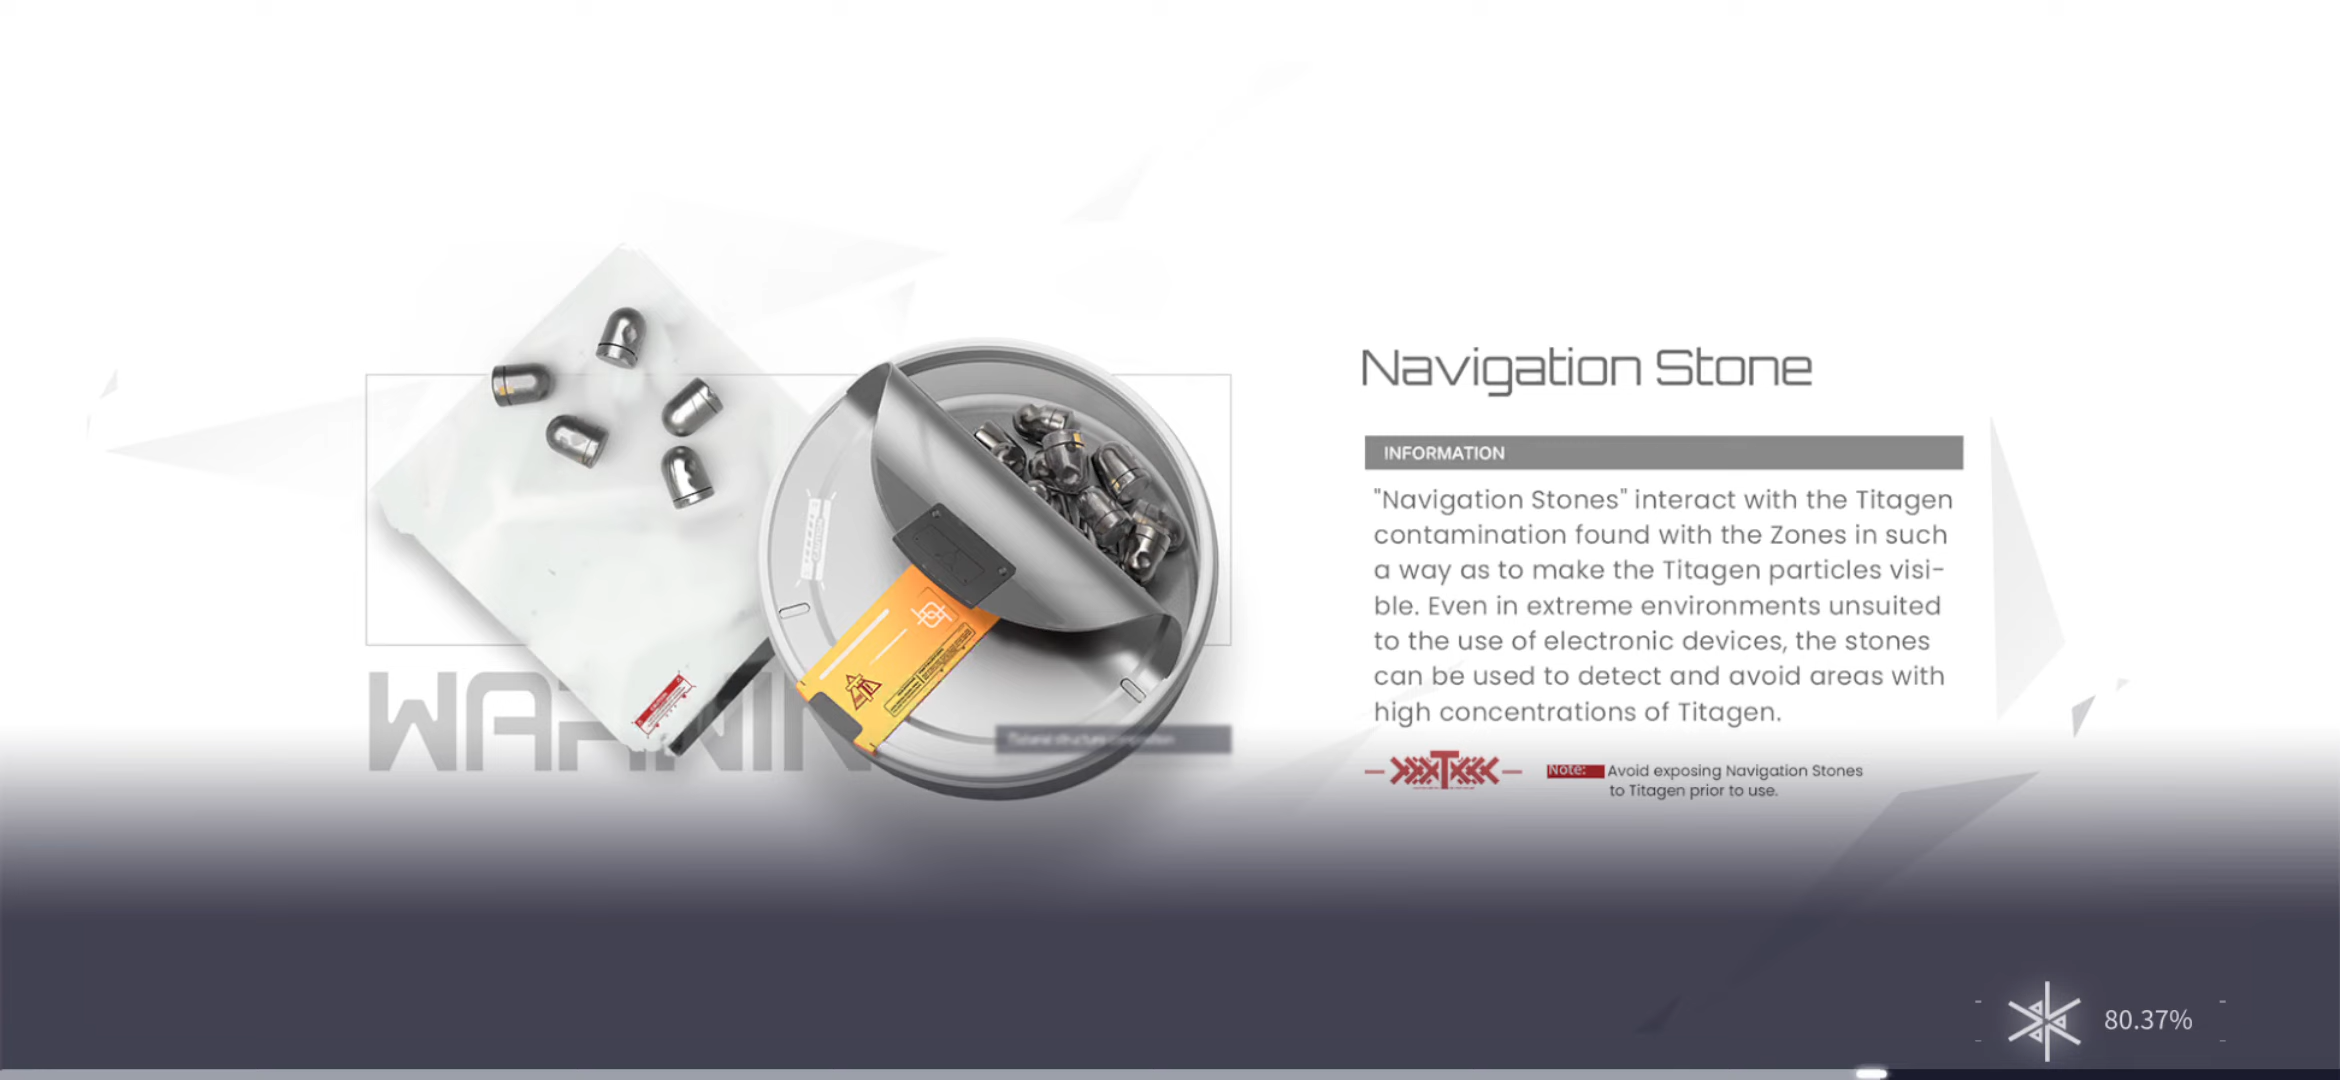 Navigation Stone
INFORMATION
"Navigation Stones" interact with the Titagen
contamination found with the Zones in such
a way as to make the Titagen particles visi-
ble. Even in extreme environments unsuited
to the use of electronic devices, the stones
can be used to detect and avoid areas with
high concentrations of Titagen.
Note: Avoid exposing Navigation Stones
to Titagen prior to use.
80.37%